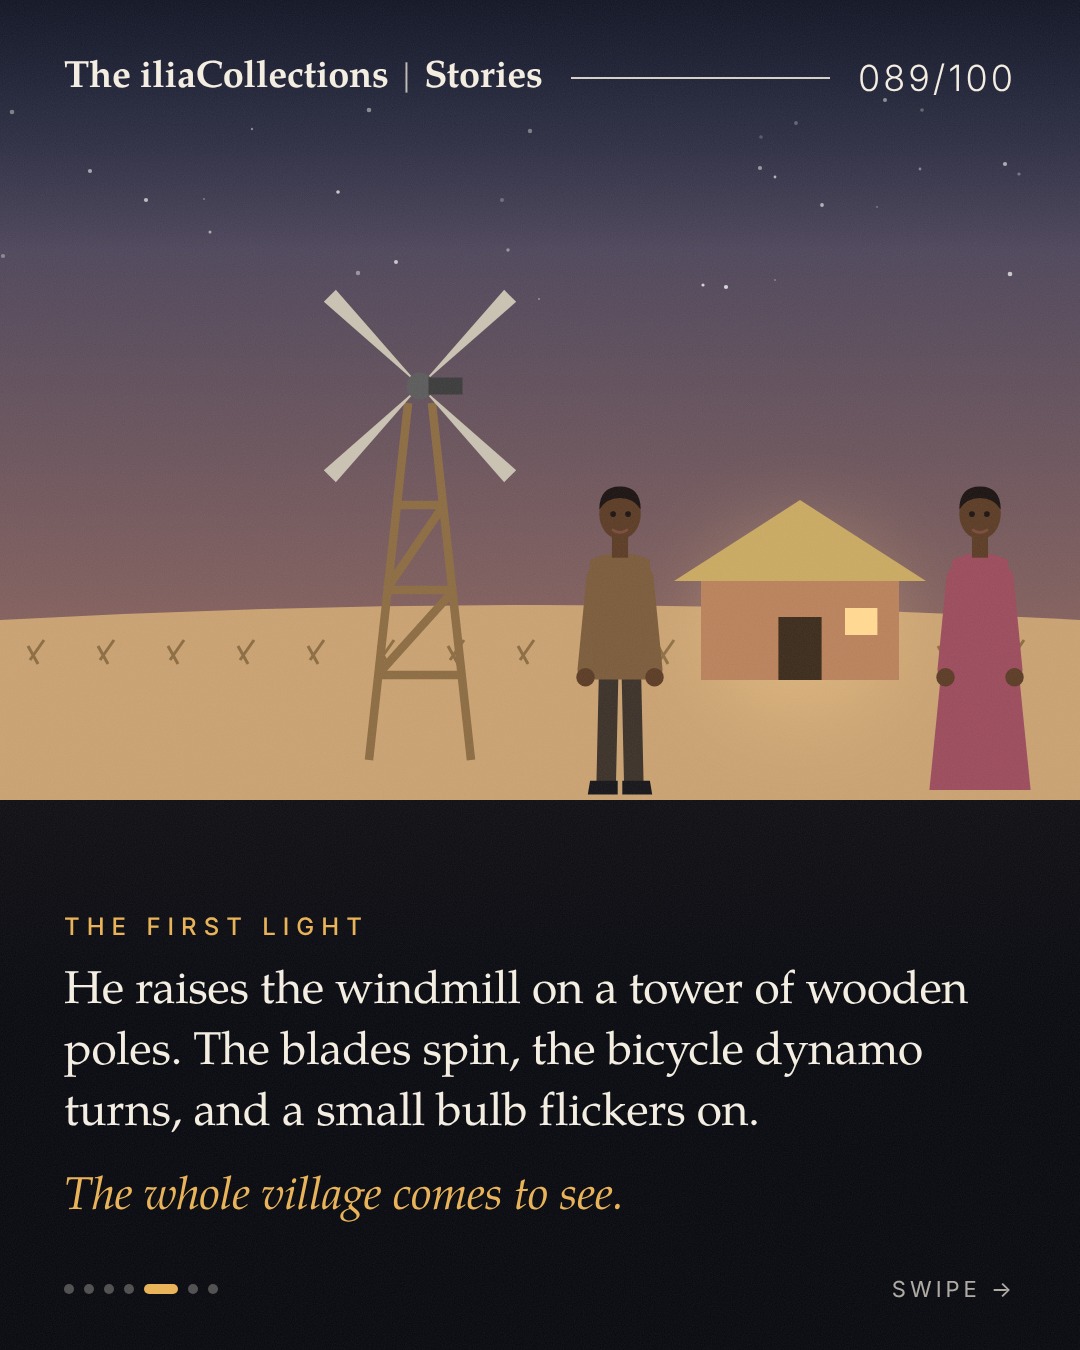 The iliaCollections | Stories 089/100
THE FIRST LIGHT
He raises the windmill on a tower of wooden
poles. The blades spin, the bicycle dynamo
turns, and a small bulb flickers on.
The whole village comes to see.
SWIPE →